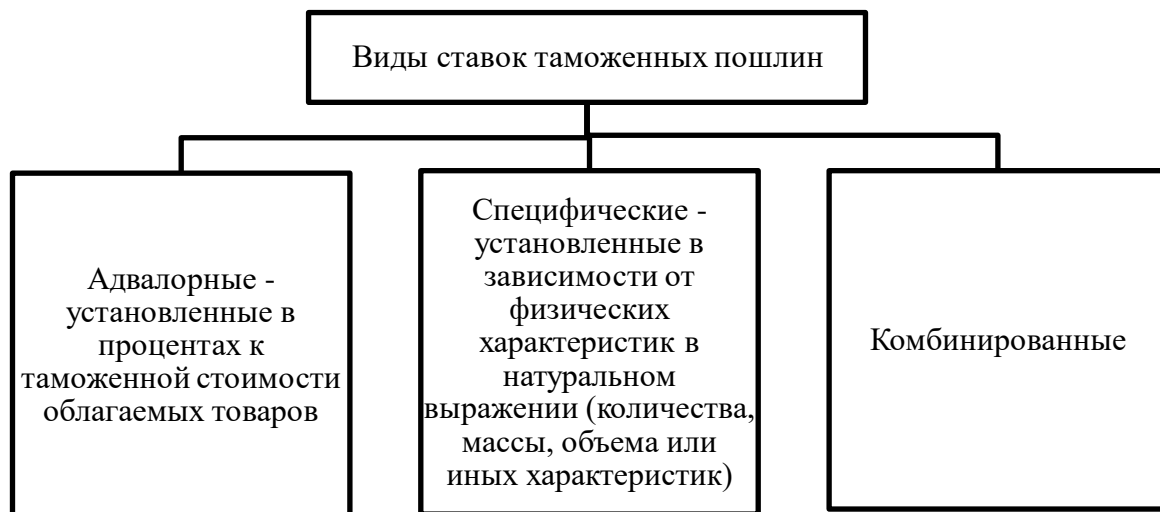 Виды ставок таможенных пошлин
Адвалорные -
установленные в
процентах к
таможенной стоимости
облагаемых товаров
Специфические -
установленные в
зависимости от
физических
характеристик в
натуральном
выражении (количества,
массы, объема или
иных характеристик)
Комбинированные